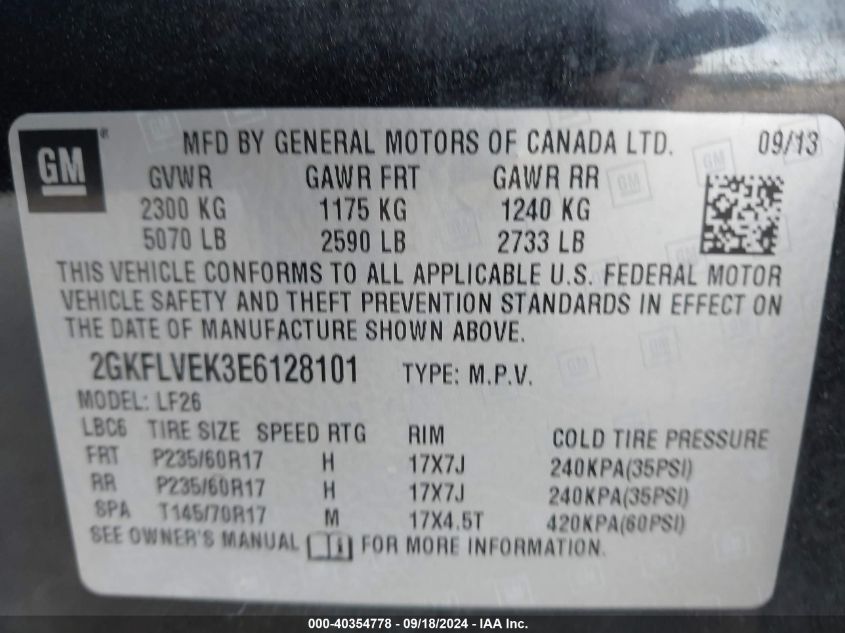 GM® MFD BY GENERAL MOTORS OF CANADA LTD. 09/13
GVWR GAWR FRT GAWR RR
2300 KG 1175 KG 1240 KG
5070 LB 2590 LB 2733 LB
THIS VEHICLE CONFORMS TO ALL APPLICABLE U.S. FEDERAL MOTOR
VEHICLE SAFETY AND THEFT PREVENTION STANDARDS IN EFFECT ON
THE DATE OF MANUFACTURE SHOWN ABOVE.
2GKFLVEK3E6128101 TYPE: M.P.V.
MODEL: LF26
LBC6 TIRE SIZE SPEED RTG RIM COLD TIRE PRESSURE
FRT P235/60R17 H 17X7J 240KPA(35PSI)
RR P235/60R17 H 17X7J 240KPA(35PSI)
SPA T145/70R17 M 17X4.5T 420KPA(60PSI)
SEE OWNER'S MANUAL FOR MORE INFORMATION.
000-40354778 - 09/18/2024 - IAA Inc.